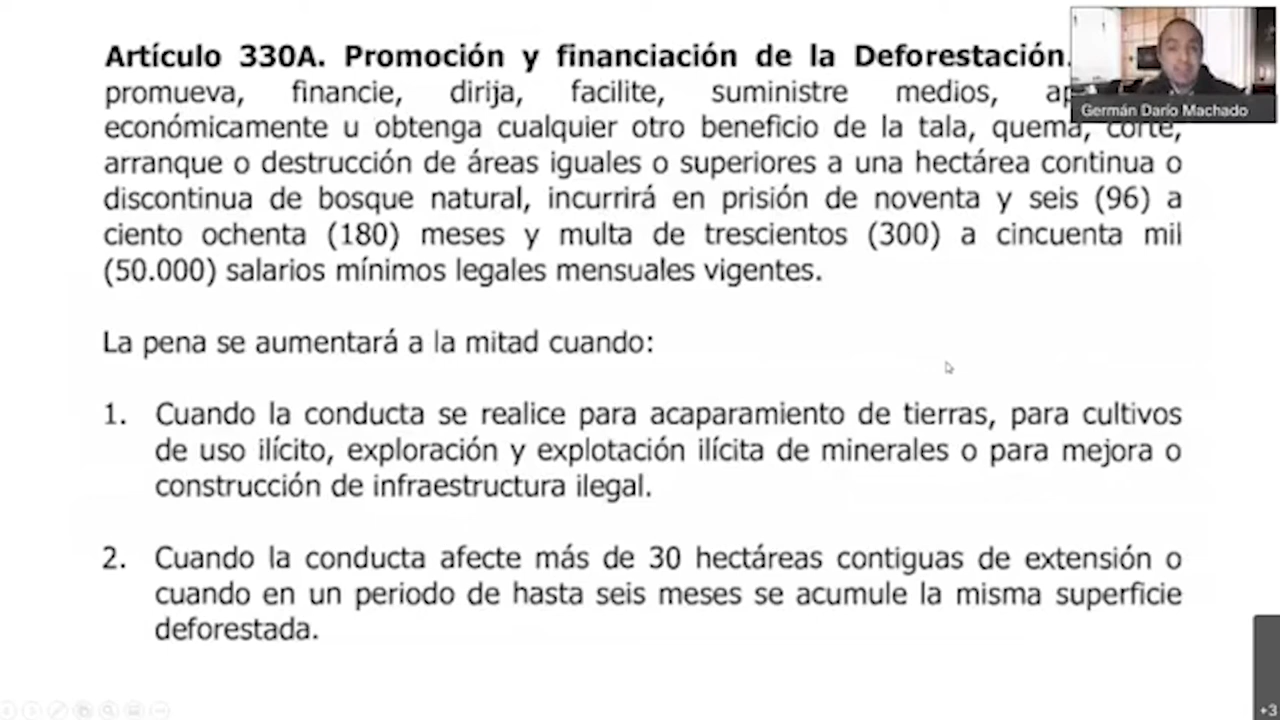 Artículo 330A. Promoción y financiación de la Deforestación.
promueva, financie, dirija, facilite, suministre medios,
económicamente u obtenga cualquier otro beneficio de la tala, quema, corte,
arranque o destrucción de áreas iguales o superiores a una hectárea continua o
discontinua de bosque natural, incurrirá en prisión de noventa y seis (96) a
ciento ochenta (180) meses y multa de trescientos (300) a cincuenta mil
(50.000) salarios mínimos legales mensuales vigentes.
La pena se aumentará a la mitad cuando:
1. Cuando la conducta se realice para acaparamiento de tierras, para cultivos
de uso ilícito, exploración y explotación ilícita de minerales o para mejora o
construcción de infraestructura ilegal.
2. Cuando la conducta afecte más de 30 hectáreas contiguas de extensión o
cuando en un periodo de hasta seis meses se acumule la misma superficie
deforestada.
Germán Darío Machado
+3